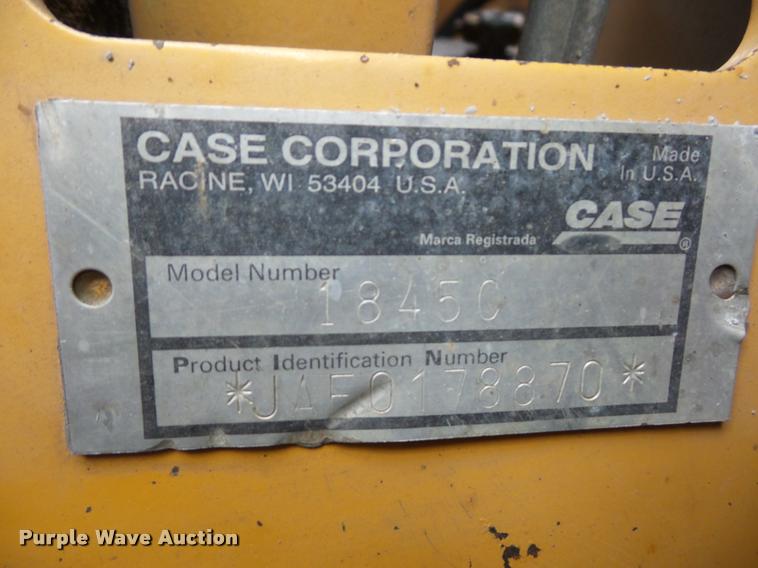 CASE CORPORATION
RACINE, WI 53404 U.S.A.
Made
In U.S.A.
CASE
®
Marca Registrada
Model Number
1845C
Product Identification Number
*JAF0178870*
Purple Wave Auction